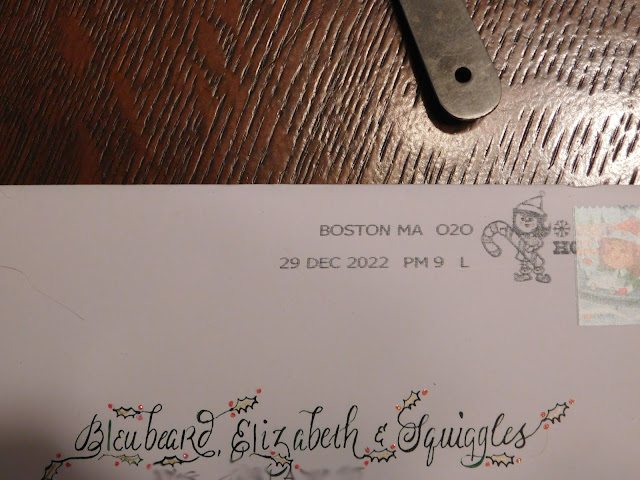 BOSTON MA 020
29 DEC 2022 PM 9 L
Bleubeard, Elizabeth & Squiggles